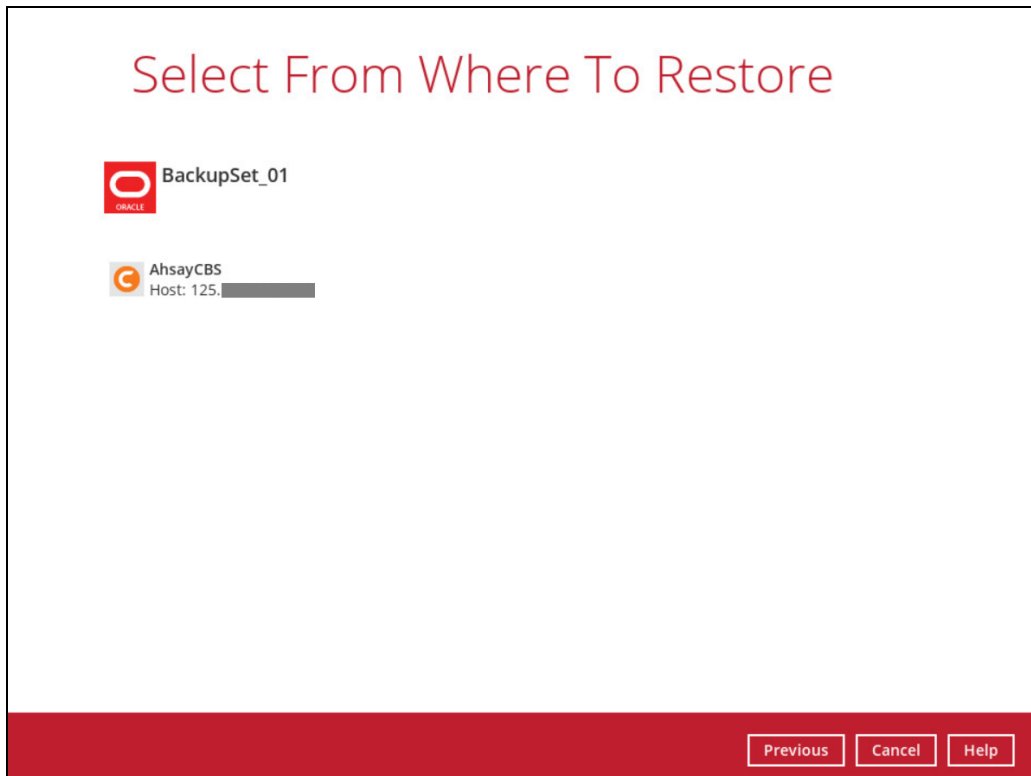 Select From Where To Restore
BackupSet_01
ORACLE
AhsayCBS
Host: 125.
Previous
Cancel
Help